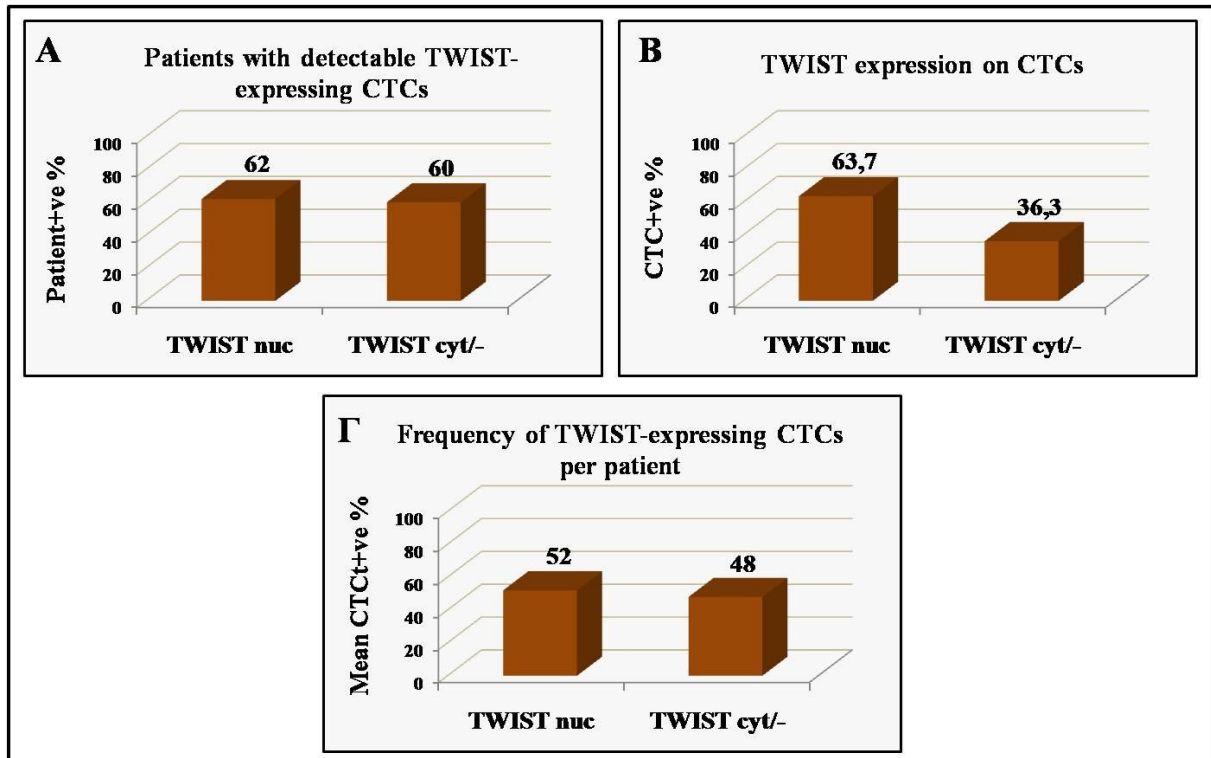 A
Patients with detectable TWIST-
expressing CTCs
Patient+ve %
100
80
60
40
20
0
62
60
TWIST nuc
TWIST cyt/-
B
TWIST expression on CTCs
CTC+ve %
100
80
60
40
20
0
63,7
36,3
TWIST nuc
TWIST cyt/-
Γ
Frequency of TWIST-expressing CTCs
per patient
Mean CTCt+ve %
100
80
60
40
20
0
52
48
TWIST nuc
TWIST cyt/-